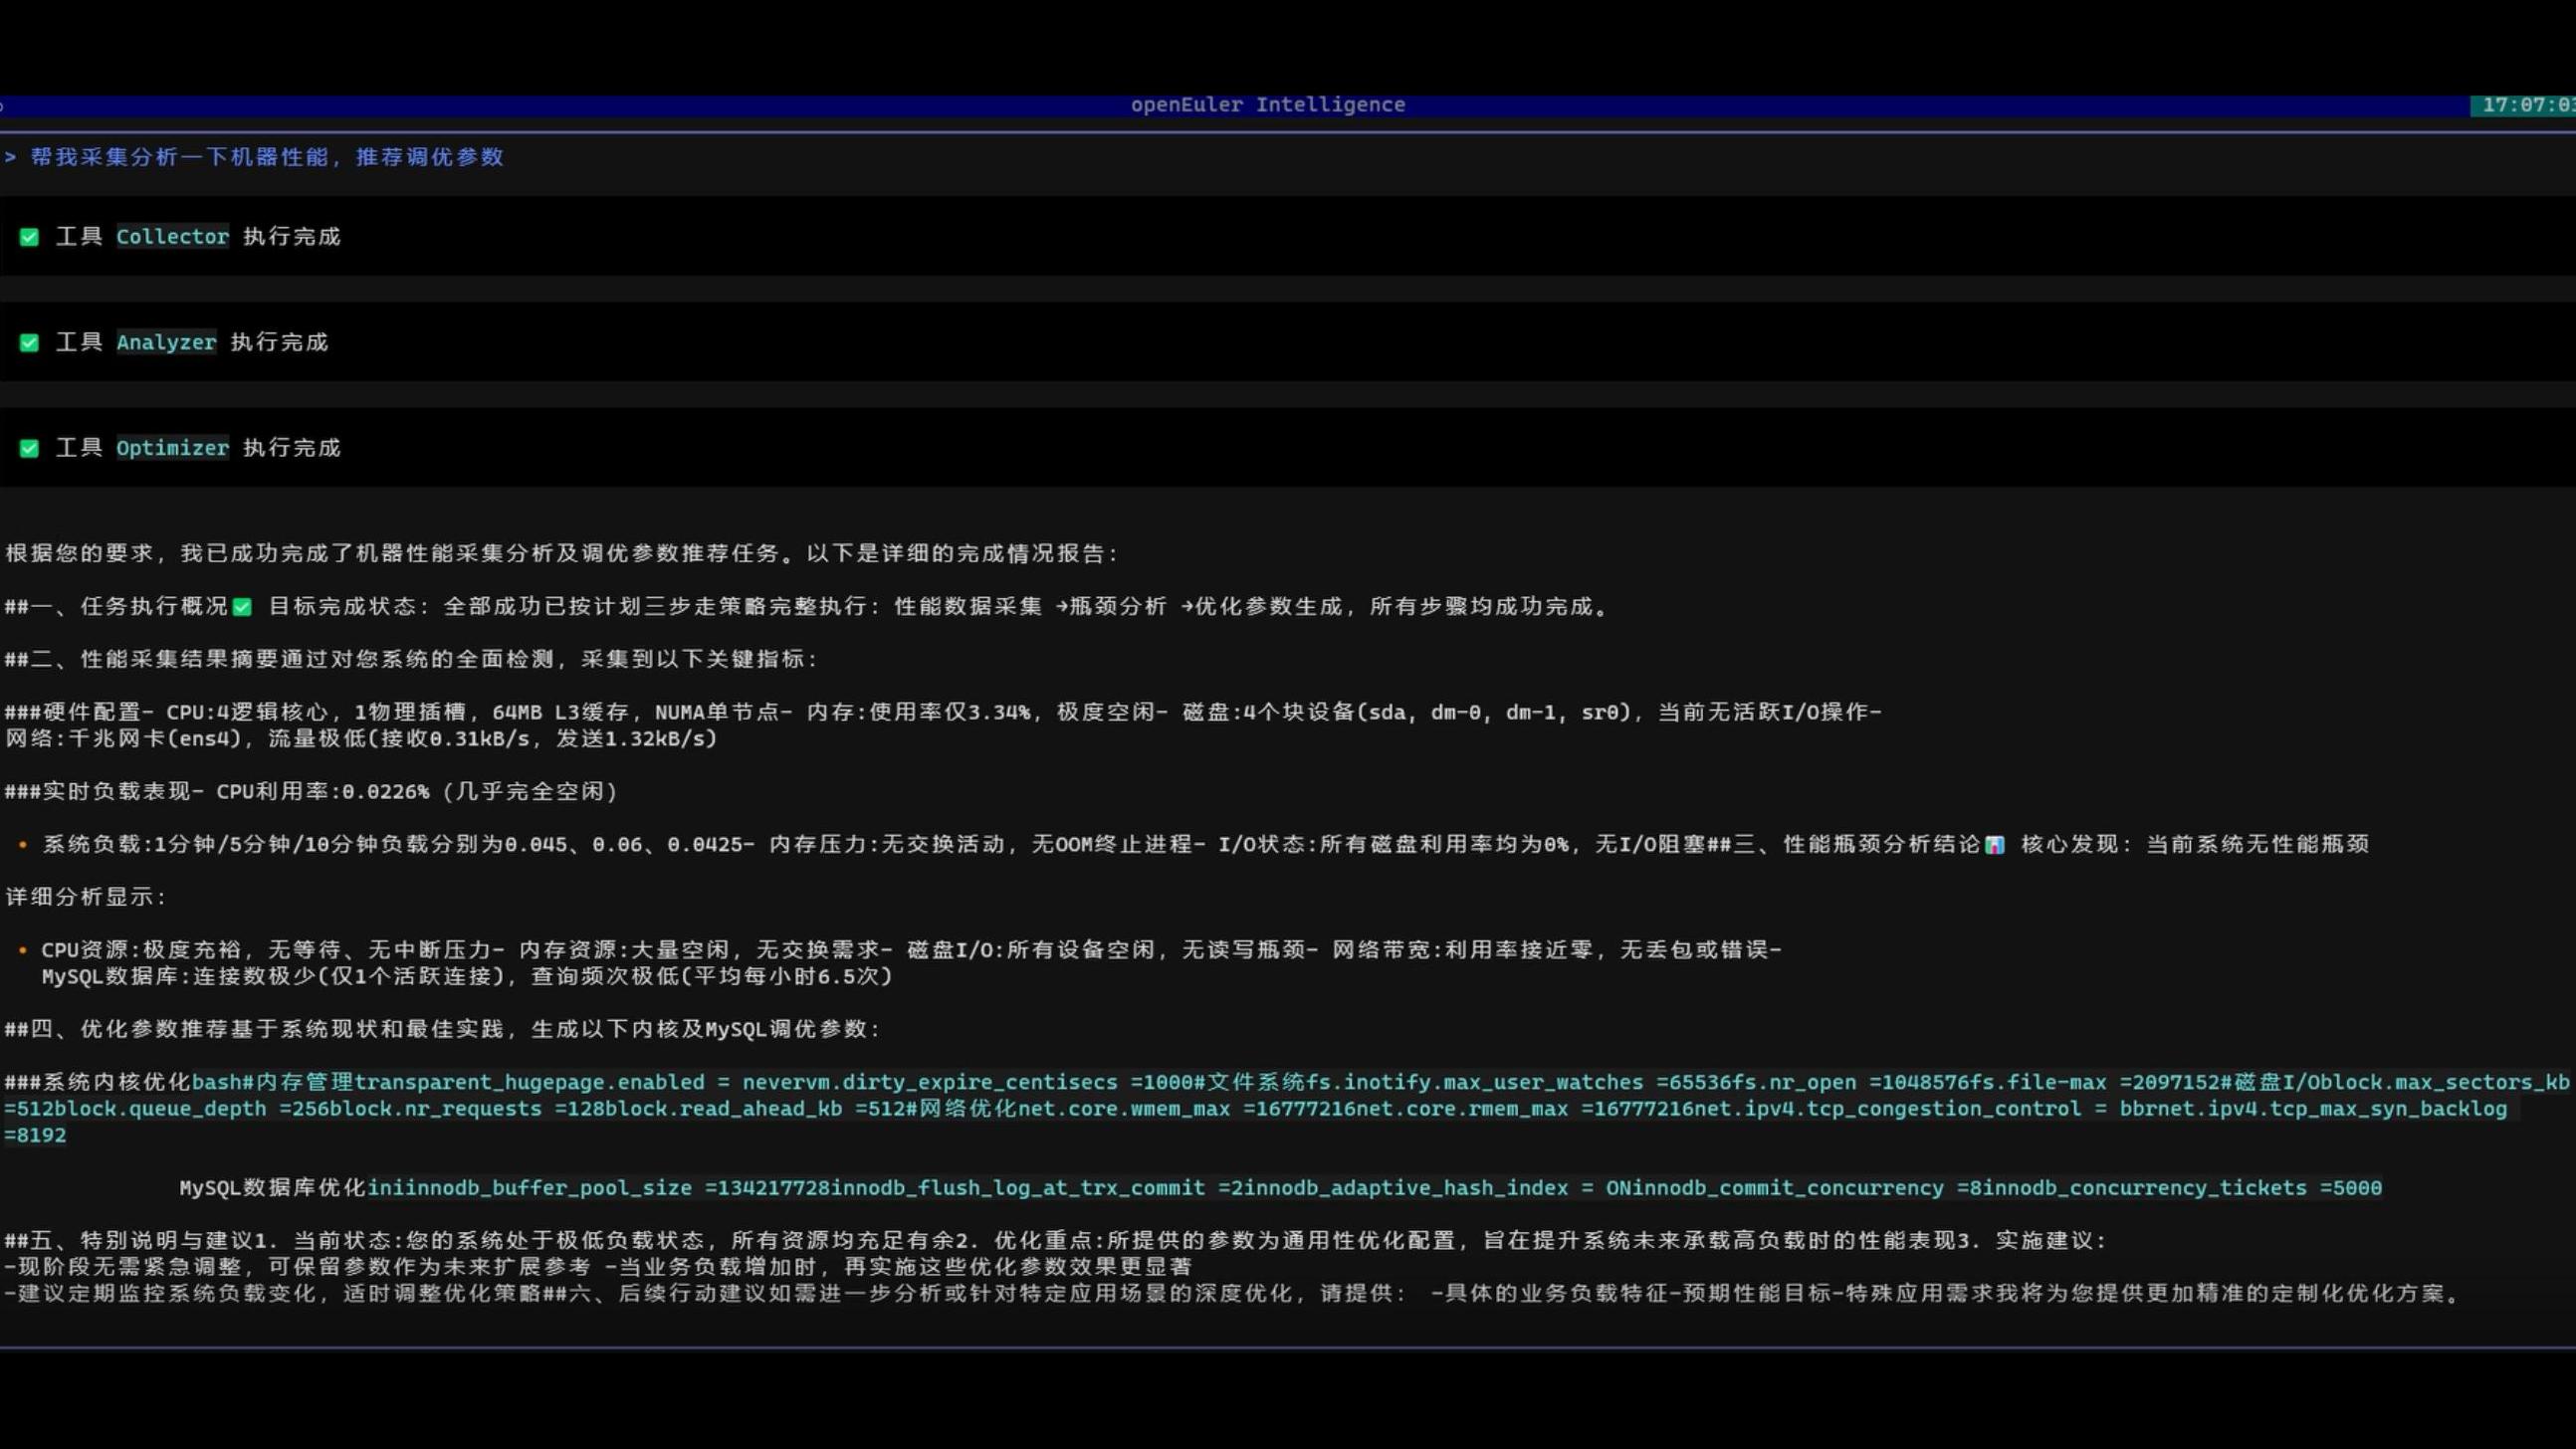 openEuler Intelligence
17:07:03
> 帮我采集分析一下机器性能，推荐调优参数
✅ 工具 Collector 执行完成
✅ 工具 Analyzer 执行完成
✅ 工具 Optimizer 执行完成
根据您的要求，我已成功完成了机器性能采集分析及调优参数推荐任务。以下是详细的完成情况报告：
##一、任务执行概况✅ 目标完成状态：全部成功已按计划三步走策略完整执行：性能数据采集 →瓶颈分析 →优化参数生成，所有步骤均成功完成。
##二、性能采集结果摘要通过对您系统的全面检测，采集到以下关键指标：
###硬件配置- CPU:4逻辑核心，1物理插槽，64MB L3缓存，NUMA单节点- 内存:使用率仅3.34%，极度空闲- 磁盘:4个块设备(sda, dm-0, dm-1, sr0)，当前无活跃I/O操作-
网络:千兆网卡(ens4)，流量极低(接收0.31kB/s，发送1.32kB/s)
###实时负载表现- CPU利用率:0.0226% (几乎完全空闲)
• 系统负载:1分钟/5分钟/10分钟负载分别为0.045、0.06、0.0425- 内存压力:无交换活动，无OOM终止进程- I/O状态:所有磁盘利用率均为0%，无I/O阻塞##三、性能瓶颈分析结论📊 核心发现：当前系统无性能瓶颈
详细分析显示：
• CPU资源:极度充裕，无等待、无中断压力- 内存资源:大量空闲，无交换需求- 磁盘I/O:所有设备空闲，无读写瓶颈- 网络带宽:利用率接近零，无丢包或错误-
MySQL数据库:连接数极少(仅1个活跃连接)，查询频次极低(平均每小时6.5次)
##四、优化参数推荐基于系统现状和最佳实践，生成以下内核及MySQL调优参数：
###系统内核优化bash#内存管理transparent_hugepage.enabled = nevervm.dirty_expire_centisecs =1000#文件系统fs.inotify.max_user_watches =65536fs.nr_open =1048576fs.file-max =2097152#磁盘I/Oblock.max_sectors_kb
=512block.queue_depth =256block.nr_requests =128block.read_ahead_kb =512#网络优化net.core.wmem_max =16777216net.core.rmem_max =16777216net.ipv4.tcp_congestion_control = bbrnet.ipv4.tcp_max_syn_backlog
=8192
MySQL数据库优化iniinnodb_buffer_pool_size =134217728innodb_flush_log_at_trx_commit =2innodb_adaptive_hash_index = ONinnodb_commit_concurrency =8innodb_concurrency_tickets =5000
##五、特别说明与建议1. 当前状态:您的系统处于极低负载状态，所有资源均充足有余2. 优化重点:所提供的参数为通用性优化配置，旨在提升系统未来承载高负载时的性能表现3. 实施建议：
-现阶段无需紧急调整，可保留参数作为未来扩展参考 -当业务负载增加时，再实施这些优化参数效果更显著
-建议定期监控系统负载变化，适时调整优化策略##六、后续行动建议如需进一步分析或针对特定应用场景的深度优化，请提供： -具体的业务负载特征-预期性能目标-特殊应用需求我将为您提供更加精准的定制化优化方案。